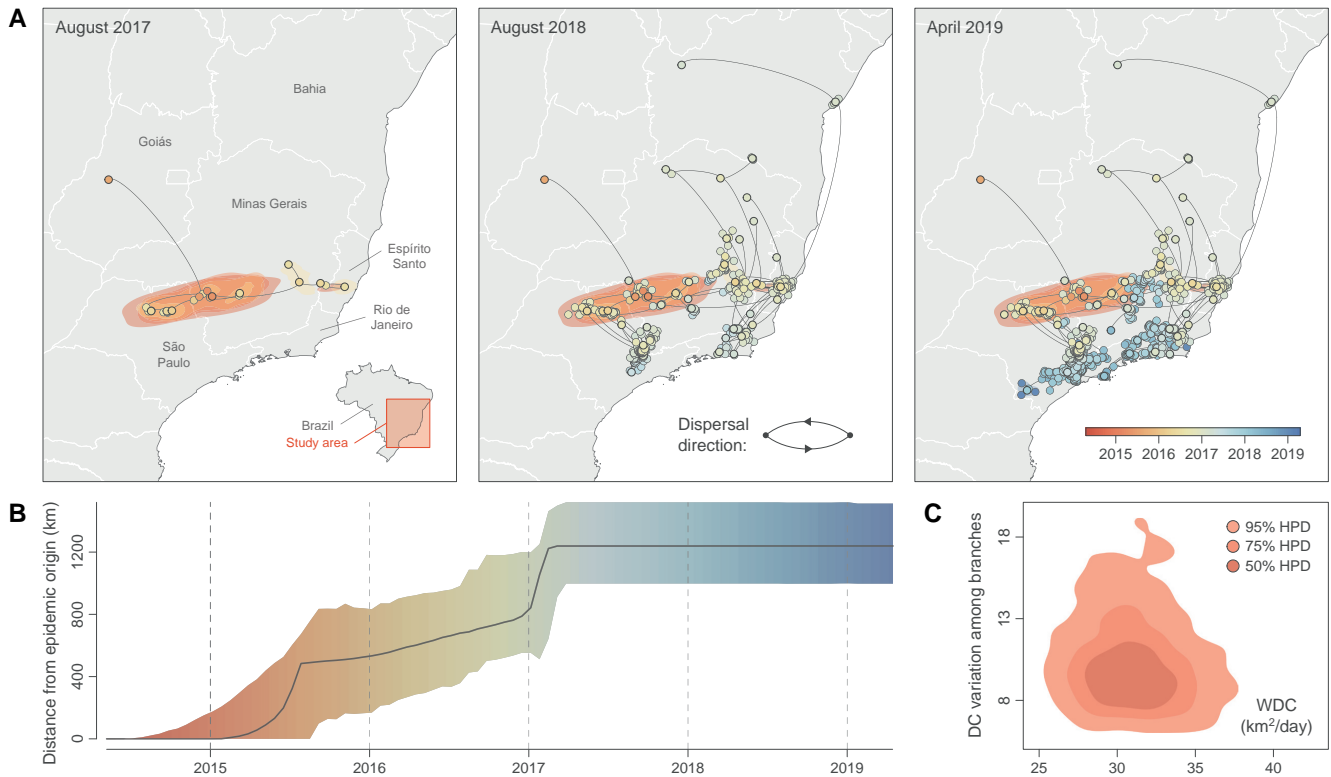 A
August 2017
Bahia
Goiás
Minas Gerais
Espírito
Santo
Rio de
Janeiro
São
Paulo
Brazil
Study area
August 2018
Dispersal
direction:
April 2019
2015 2016 2017 2018 2019
B
Distance from epidemic origin (km)
1200
800
400
0
2015 2016 2017 2018 2019
C
DC variation among branches
18
13
8
95% HPD
75% HPD
50% HPD
WDC
(km²/day)
25 30 35 40